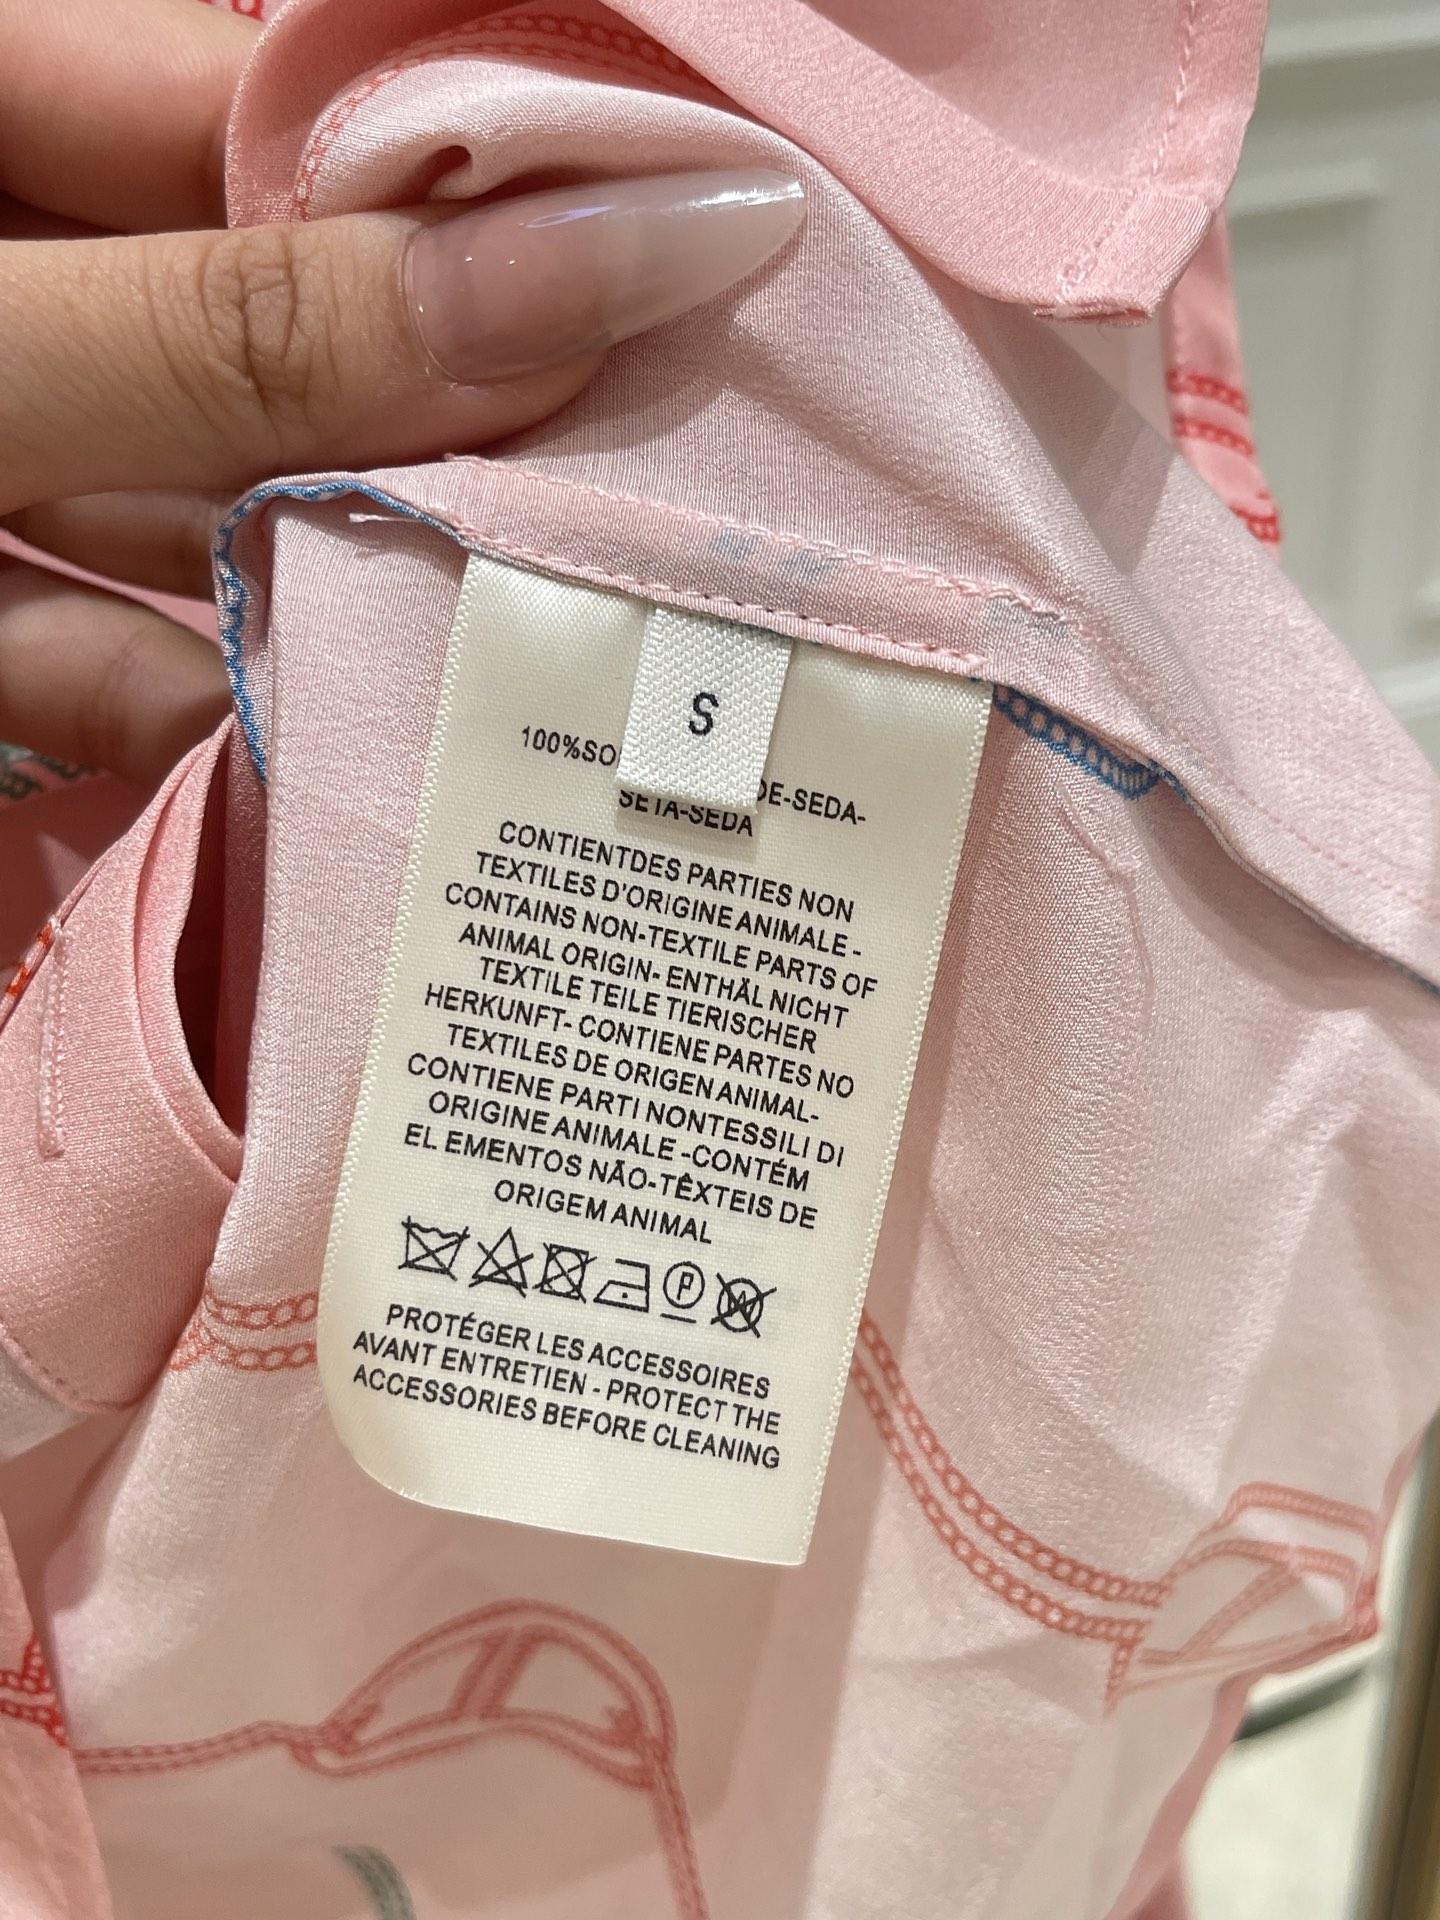 S
100%SO DE-SEDA-
SETA-SEDA
CONTIENTDES PARTIES NON
TEXTILES D'ORIGINE ANIMALE -
CONTAINS NON-TEXTILE PARTS OF
ANIMAL ORIGIN- ENTHÄL NICHT
TEXTILE TEILE TIERISCHER
HERKUNFT- CONTIENE PARTES NO
TEXTILES DE ORIGEN ANIMAL-
CONTIENE PARTI NONTESSILI DI
ORIGINE ANIMALE -CONTÉM
EL EMENTOS NÃO-TÊXTEIS DE
ORIGEM ANIMAL
P W
PROTÉGER LES ACCESSOIRES
AVANT ENTRETIEN - PROTECT THE
ACCESSORIES BEFORE CLEANING